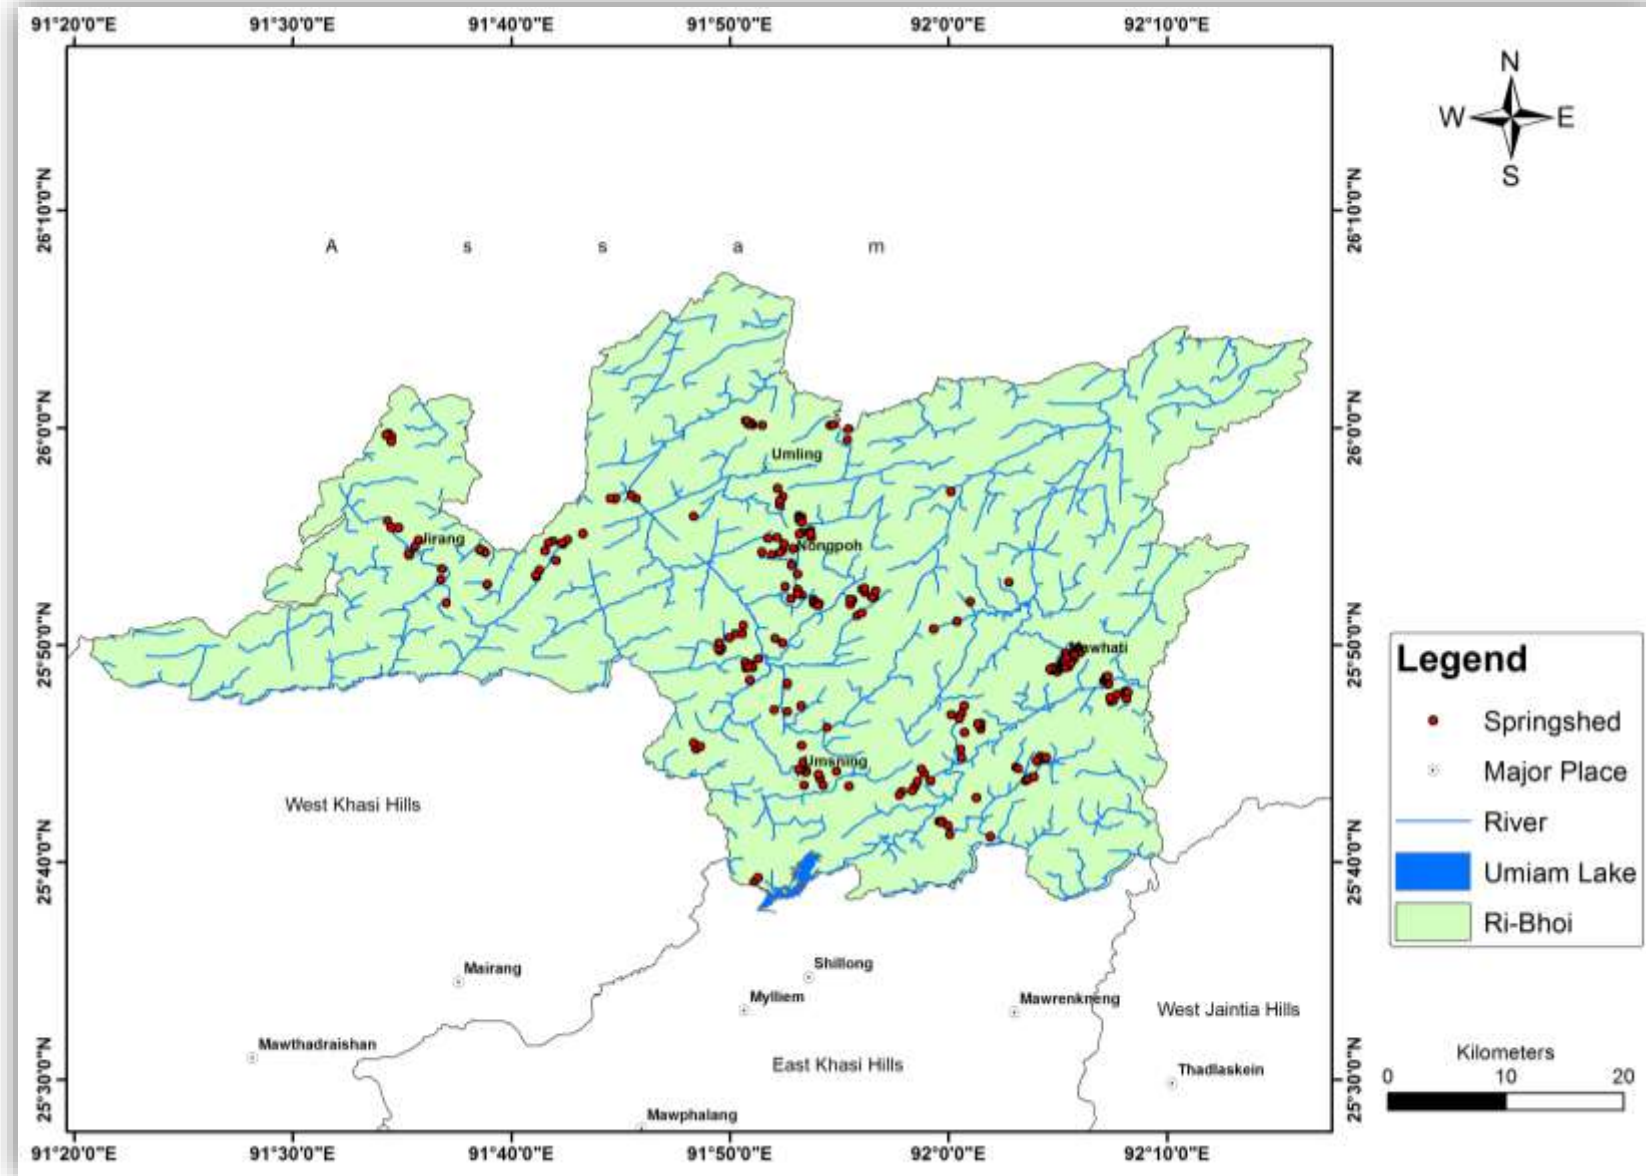 91°20'0"E 91°30'0"E 91°40'0"E 91°50'0"E 92°0'0"E 92°10'0"E
N
W E
S
26°10'0"N 26°10'0"N
A s s a m
26°0'0"N 26°0'0"N
Umling
Jirang
Nongpoh
25°50'0"N 25°50'0"N
Mawhati
Umsning
West Khasi Hills
25°40'0"N 25°40'0"N
Legend
Springshed
Major Place
River
Umiam Lake
Ri-Bhoi
Mairang
Shillong
Mylliem
Mawrenkneng
West Jaintia Hills
Mawthadraishan
East Khasi Hills
Thadlaskein
25°30'0"N 25°30'0"N
Mawphalang
Kilometers
0 10 20
91°20'0"E 91°30'0"E 91°40'0"E 91°50'0"E 92°0'0"E 92°10'0"E